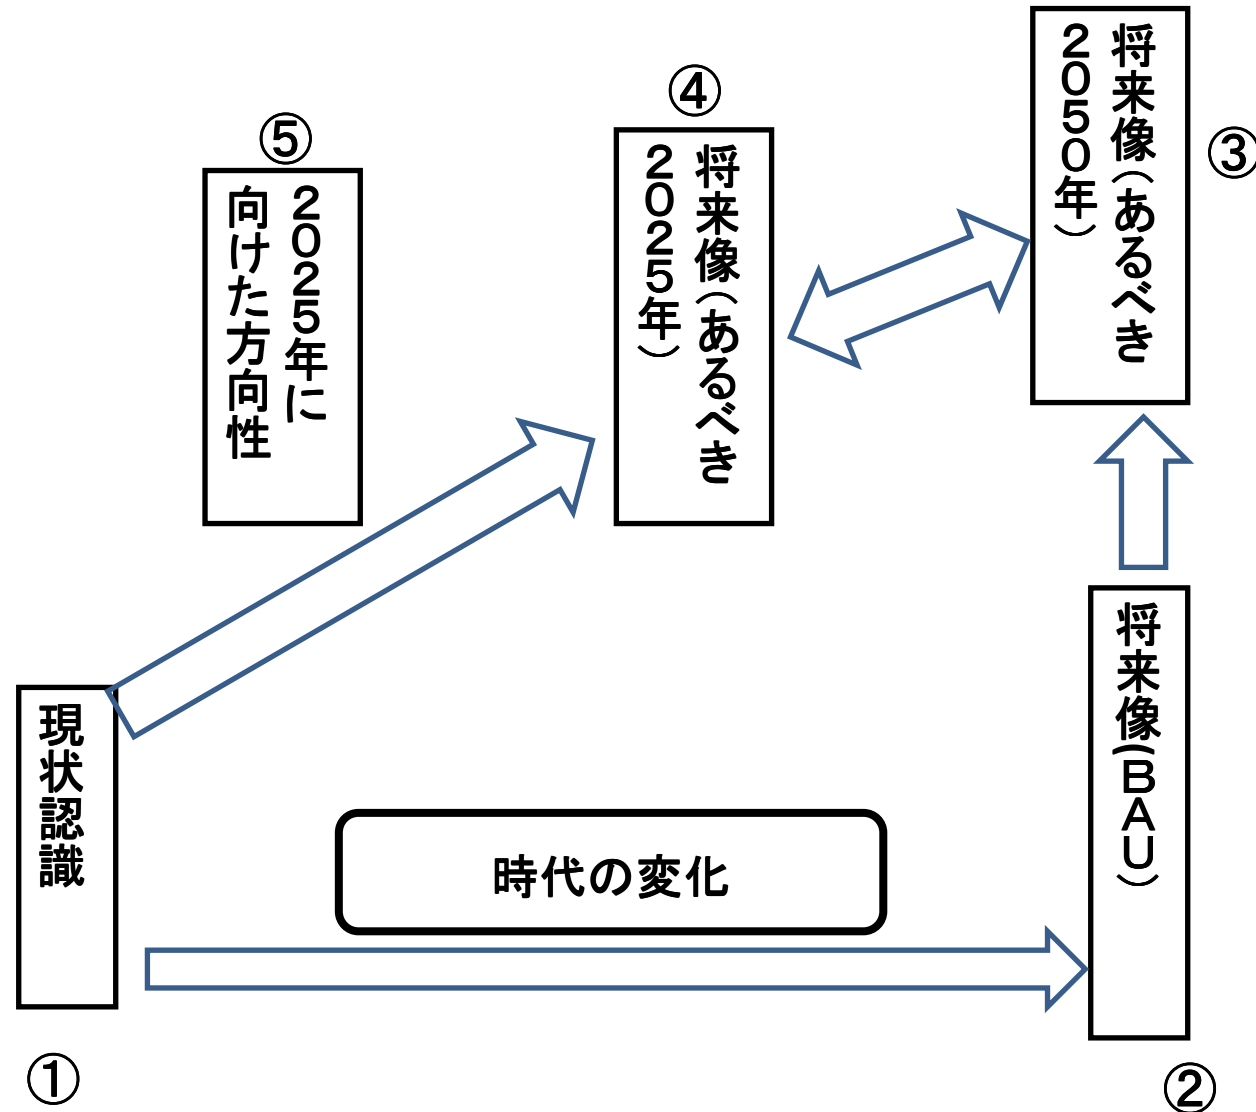 ①
現状認識
時代の変化
②
将来像(BAU)
③
将来像(あるべき
2050年)
④
将来像(あるべき
2025年)
⑤
2025年に
向けた方向性